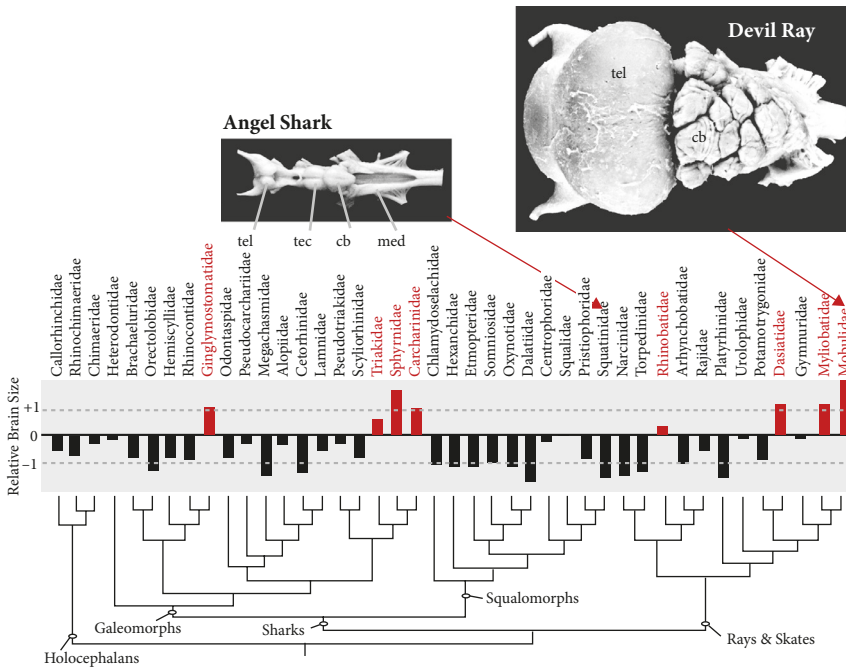 Devil Ray
tel
cb
Angel Shark
tel
tec
cb
med
Callorhinchidae
Rhinochimaeridae
Chimaeridae
Heterodontidae
Brachaeluridae
Orectolobidae
Hemiscyllidae
Rhincontidae
Ginglymostomatidae
Odontaspidae
Pseudocarchariidae
Megachasmidae
Alopiidae
Cetorhinidae
Lamnidae
Pseudotriakidae
Scyliorhinidae
Triakidae
Sphyrnidae
Carcharinidae
Chlamydoselachidae
Hexanchidae
Etmopteridae
Somniosidae
Oxynotidae
Dalatiidae
Centrophoridae
Squalidae
Pristiophoridae
Squatinidae
Narcinidae
Torpedinidae
Rhinobatidae
Arhynchobatidae
Rajidae
Platyrhinidae
Urolophidae
Potamotrygonidae
Dasiatidae
Gymnuridae
Myliobatidae
Mobulidae
Relative Brain Size
+1
0
−1
Squalomorphs
Galeomorphs
Sharks
Rays & Skates
Holocephalans